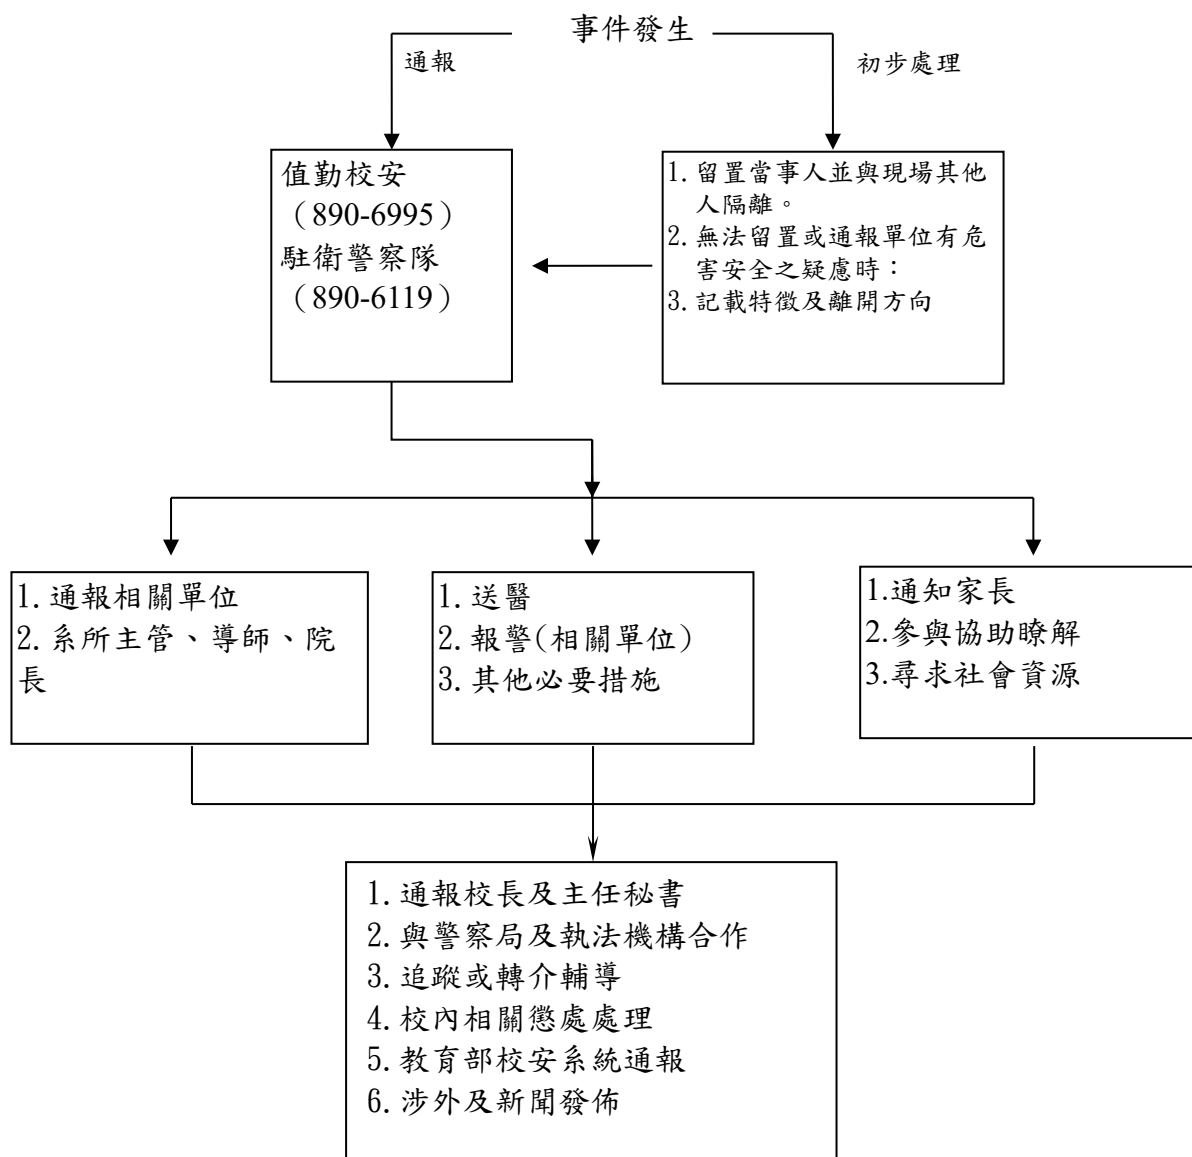 事件發生
通報
初步處理
值勤校安
（890-6995）
駐衛警察隊
（890-6119）
1. 留置當事人並與現場其他
人隔離。
2. 無法留置或通報單位有危
害安全之疑慮時：
3. 記載特徵及離開方向
1. 通報相關單位
2. 系所主管、導師、院
長
1. 送醫
2. 報警(相關單位)
3. 其他必要措施
1.通知家長
2.參與協助瞭解
3.尋求社會資源
1. 通報校長及主任秘書
2. 與警察局及執法機構合作
3. 追蹤或轉介輔導
4. 校內相關懲處處理
5. 教育部校安系統通報
6. 涉外及新聞發佈